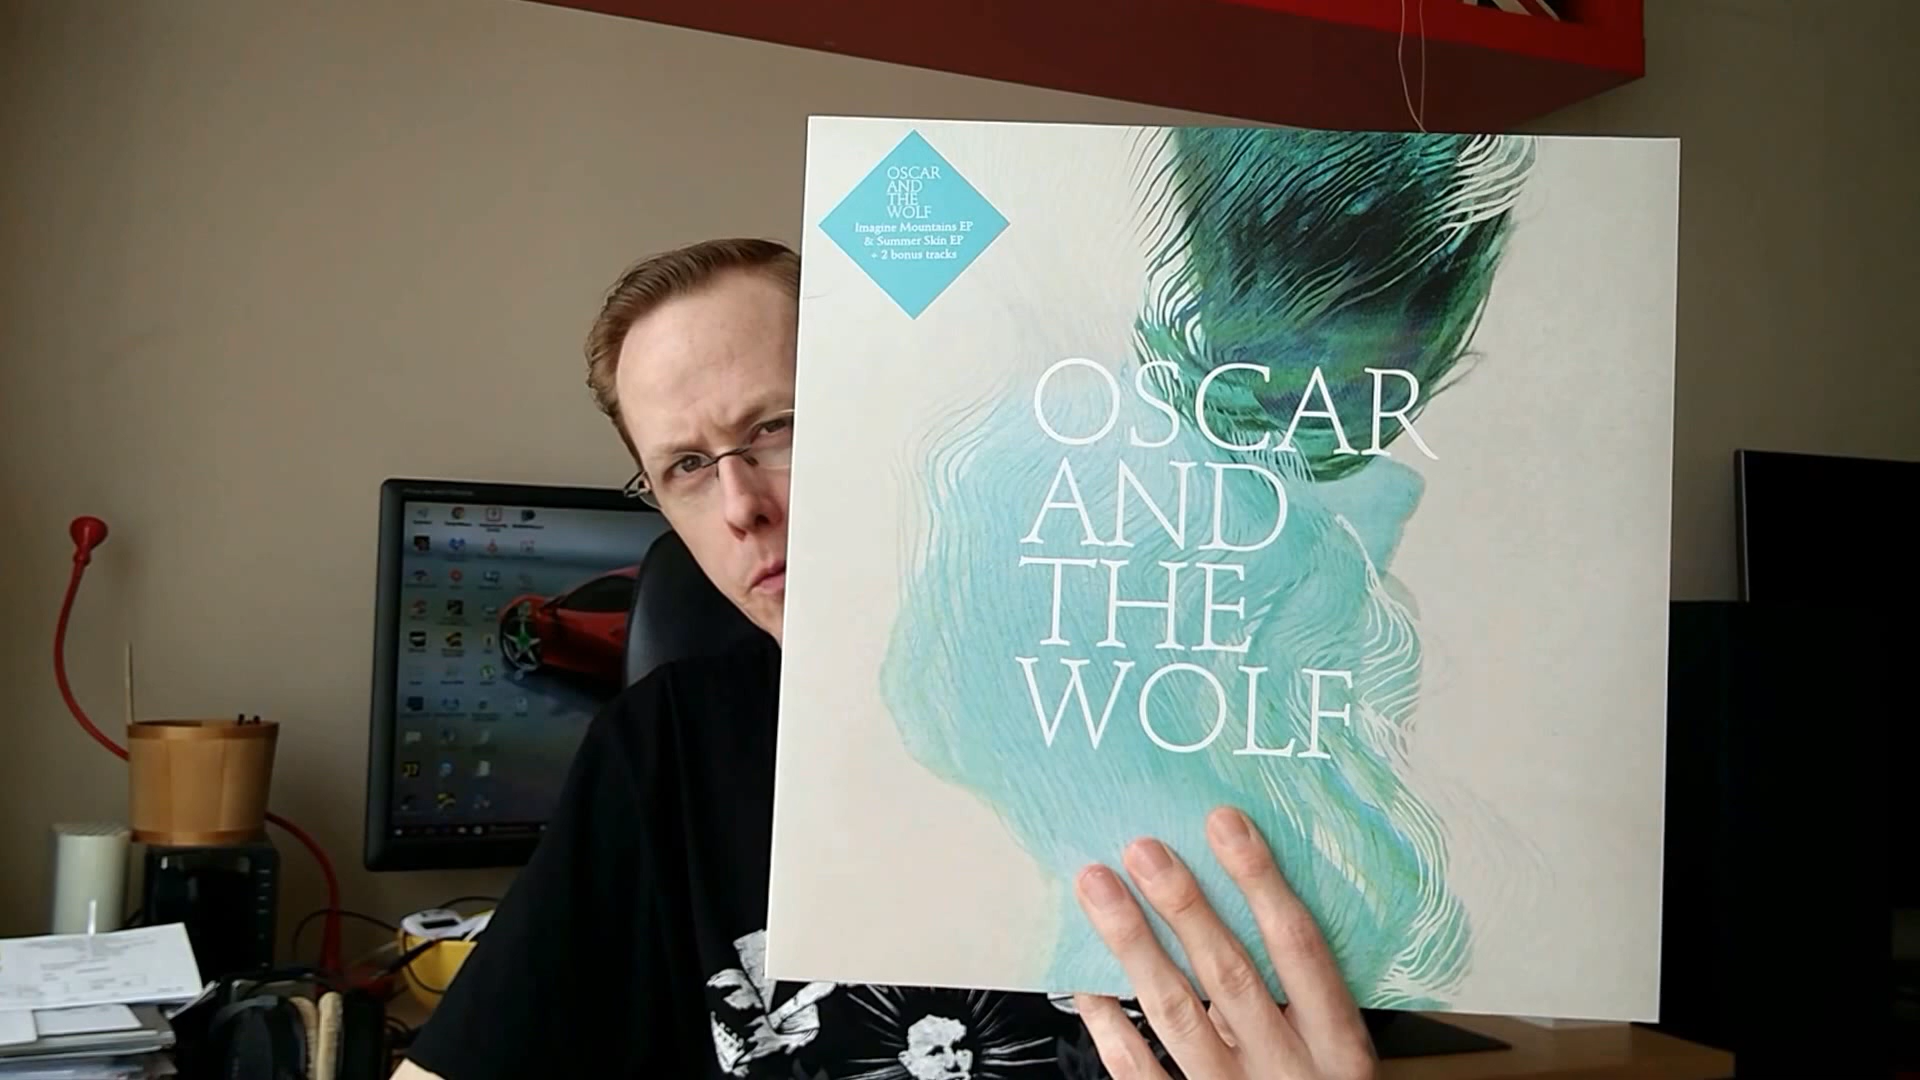 OSCAR
AND
THE
WOLF
Imagine Mountains EP
& Summer Skin EP
+ 2 bonus tracks
OSCAR
AND
THE
WOLF